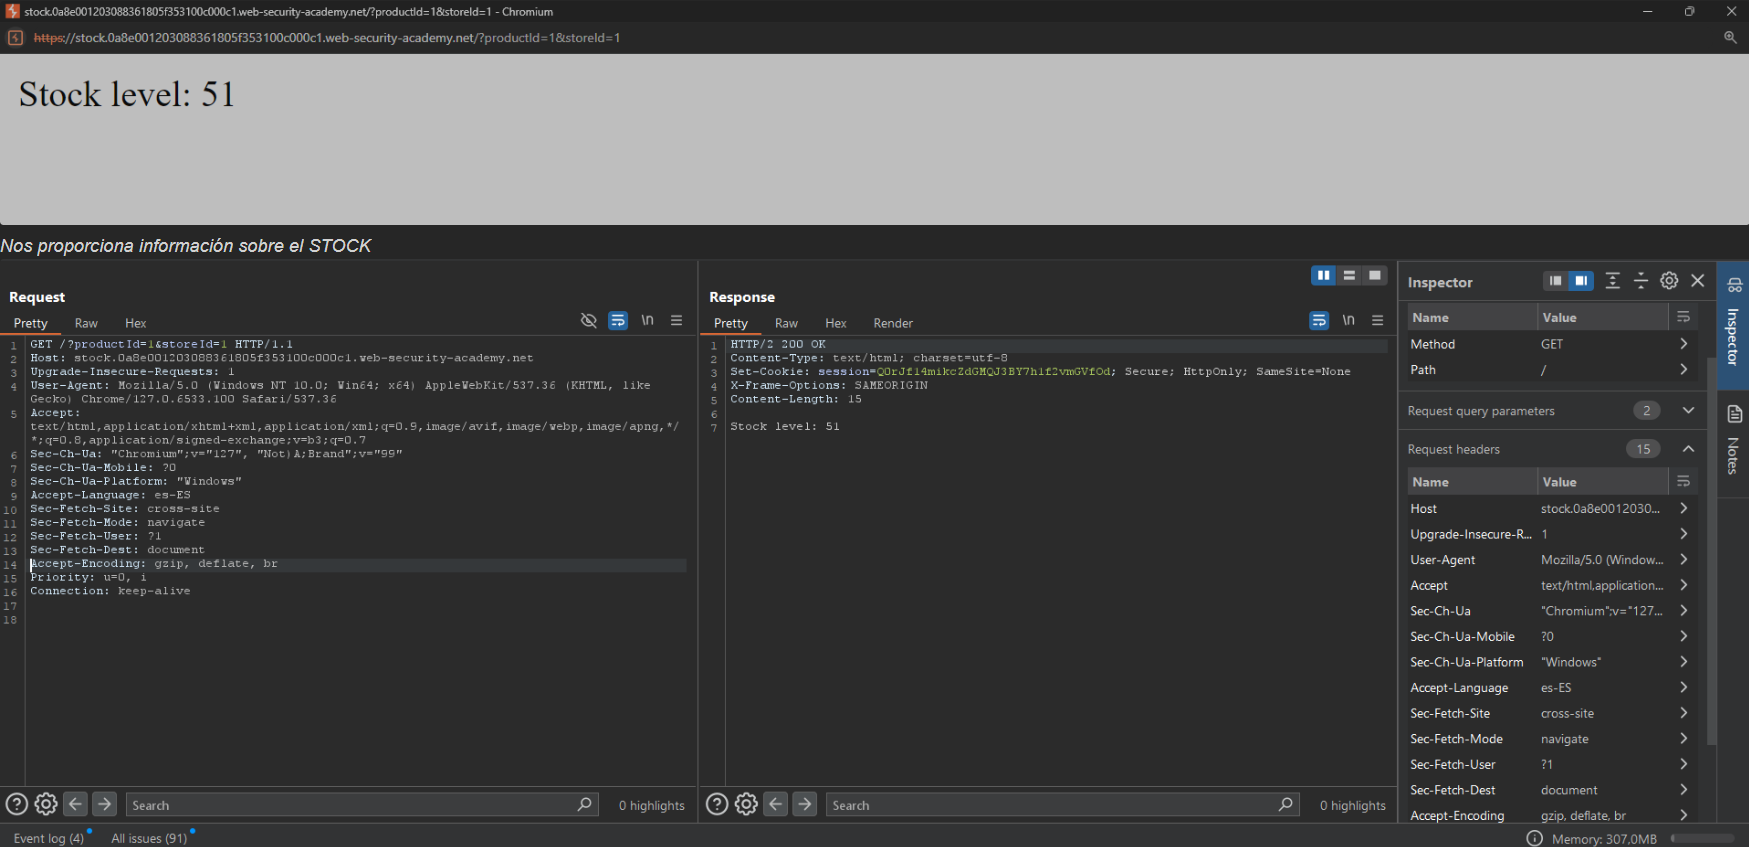 stock.0a8e001203088361805f353100c000c1.web-security-academy.net/?productId=1&storeId=1 - Chromium
https://stock.0a8e001203088361805f353100c000c1.web-security-academy.net/?productId=1&storeId=1
Stock level: 51
Nos proporciona información sobre el STOCK
Request
Pretty Raw Hex \n
1 GET /?productId=1&storeId=1 HTTP/1.1
2 Host: stock.0a8e001203088361805f353100c000c1.web-security-academy.net
3 Upgrade-Insecure-Requests: 1
4 User-Agent: Mozilla/5.0 (Windows NT 10.0; Win64; x64) AppleWebKit/537.36 (KHTML, like
Gecko) Chrome/127.0.6533.100 Safari/537.36
5 Accept:
text/html,application/xhtml+xml,application/xml;q=0.9,image/avif,image/webp,image/apng,*/
*;q=0.8,application/signed-exchange;v=b3;q=0.7
6 Sec-Ch-Ua: "Chromium";v="127", "Not)A;Brand";v="99"
7 Sec-Ch-Ua-Mobile: ?0
8 Sec-Ch-Ua-Platform: "Windows"
9 Accept-Language: es-ES
10 Sec-Fetch-Site: cross-site
11 Sec-Fetch-Mode: navigate
12 Sec-Fetch-User: ?1
13 Sec-Fetch-Dest: document
14 Accept-Encoding: gzip, deflate, br
15 Priority: u=0, i
16 Connection: keep-alive
17
18
Search 0 highlights
Response
Pretty Raw Hex Render \n
1 HTTP/2 200 OK
2 Content-Type: text/html; charset=utf-8
3 Set-Cookie: session=Q0rJfl4mikcZdGMQJ3BY7hlf2vmGVfOd; Secure; HttpOnly; SameSite=None
4 X-Frame-Options: SAMEORIGIN
5 Content-Length: 15
6
7 Stock level: 51
Search 0 highlights
Inspector
Name Value
Method GET
Path /
Request query parameters 2
Request headers 15
Name Value
Host stock.0a8e0012030...
Upgrade-Insecure-R... 1
User-Agent Mozilla/5.0 (Window...
Accept text/html,application...
Sec-Ch-Ua "Chromium";v="127...
Sec-Ch-Ua-Mobile ?0
Sec-Ch-Ua-Platform "Windows"
Accept-Language es-ES
Sec-Fetch-Site cross-site
Sec-Fetch-Mode navigate
Sec-Fetch-User ?1
Sec-Fetch-Dest document
Accept-Encoding gzip, deflate, br
Inspector
Notes
Event log (4) All issues (91) Memory: 307,0MB